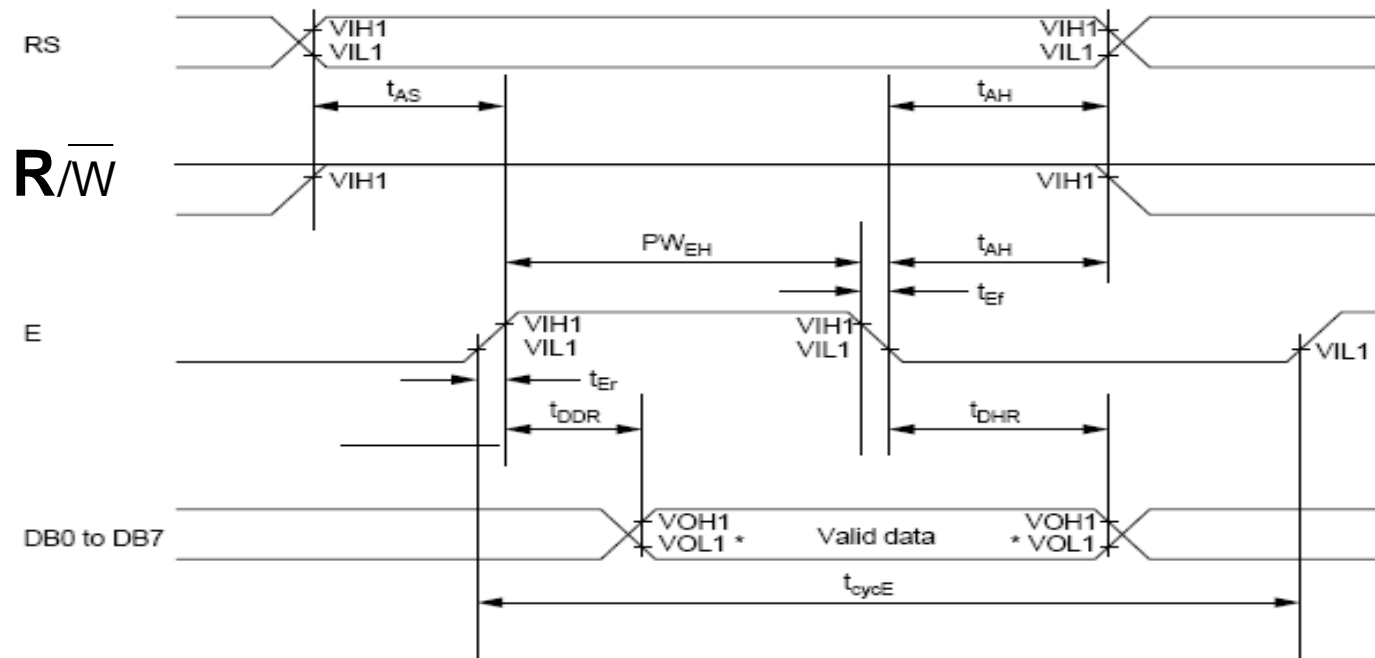 RS
VIH1
VIL1
VIH1
VIL1
tAS
tAH
R/W̅
VIH1
VIH1
PWEH
tAH
tEf
E
VIH1
VIL1
VIH1
VIL1
VIL1
tEr
tDDR
tDHR
DB0 to DB7
VOH1
VOL1 *
Valid data
VOH1
* VOL1
tcycE